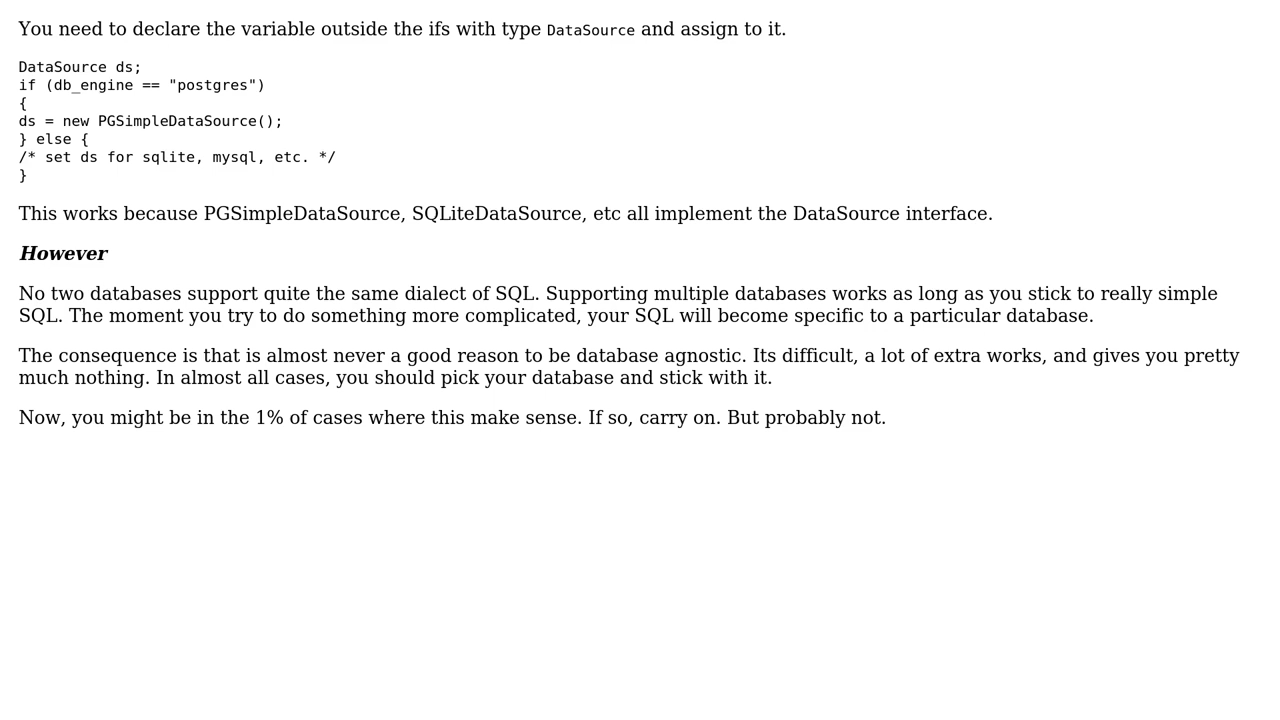 You need to declare the variable outside the ifs with type DataSource and assign to it.
DataSource ds;
if (db_engine == "postgres")
{
ds = new PGSimpleDataSource();
} else {
/* set ds for sqlite, mysql, etc. */
}
This works because PGSimpleDataSource, SQLiteDataSource, etc all implement the DataSource interface.
However
No two databases support quite the same dialect of SQL. Supporting multiple databases works as long as you stick to really simple
SQL. The moment you try to do something more complicated, your SQL will become specific to a particular database.
The consequence is that is almost never a good reason to be database agnostic. Its difficult, a lot of extra works, and gives you pretty
much nothing. In almost all cases, you should pick your database and stick with it.
Now, you might be in the 1% of cases where this make sense. If so, carry on. But probably not.